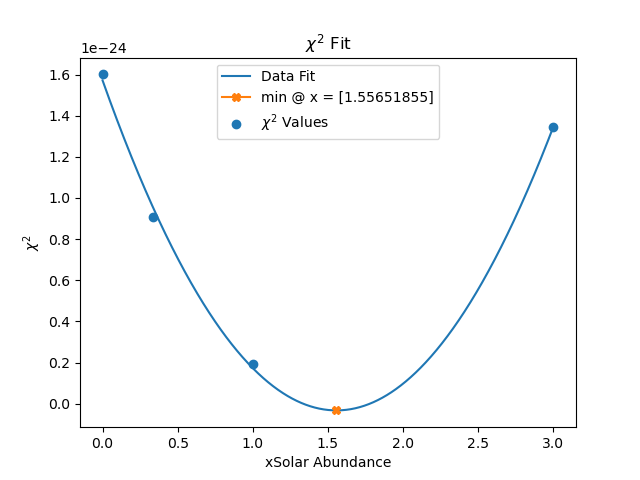 χ² Fit
1e−24
Data Fit
min @ x = [1.55651855]
χ² Values
1.6
1.4
1.2
1.0
0.8
0.6
0.4
0.2
0.0
χ²
0.0 0.5 1.0 1.5 2.0 2.5 3.0
xSolar Abundance